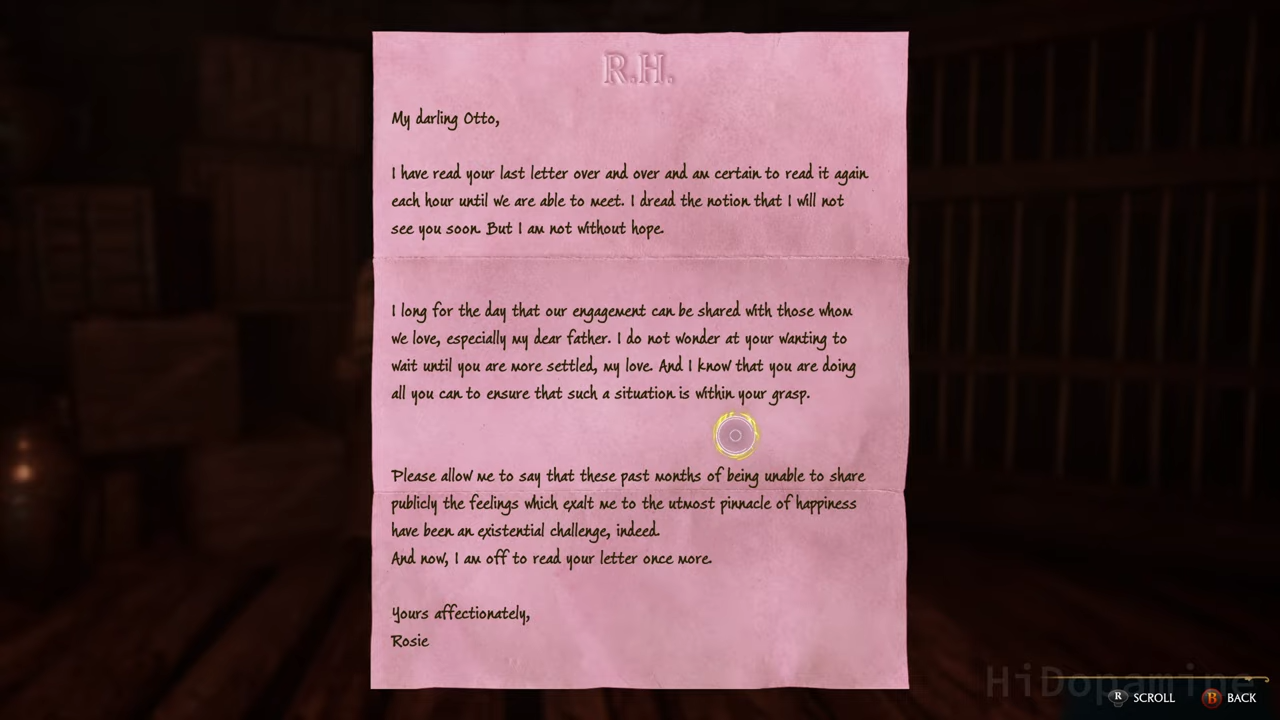 R.H.
My darling Otto,
I have read your last letter over and over and am certain to read it again
each hour until we are able to meet. I dread the notion that I will not
see you soon. But I am not without hope.
I long for the day that our engagement can be shared with those whom
we love, especially my dear father. I do not wonder at your wanting to
wait until you are more settled, my love. And I know that you are doing
all you can to ensure that such a situation is within your grasp.
Please allow me to say that these past months of being unable to share
publicly the feelings which exalt me to the utmost pinnacle of happiness
have been an existential challenge, indeed.
And now, I am off to read your letter once more.
Yours affectionately,
Rosie
HiDopamine
R SCROLL B BACK